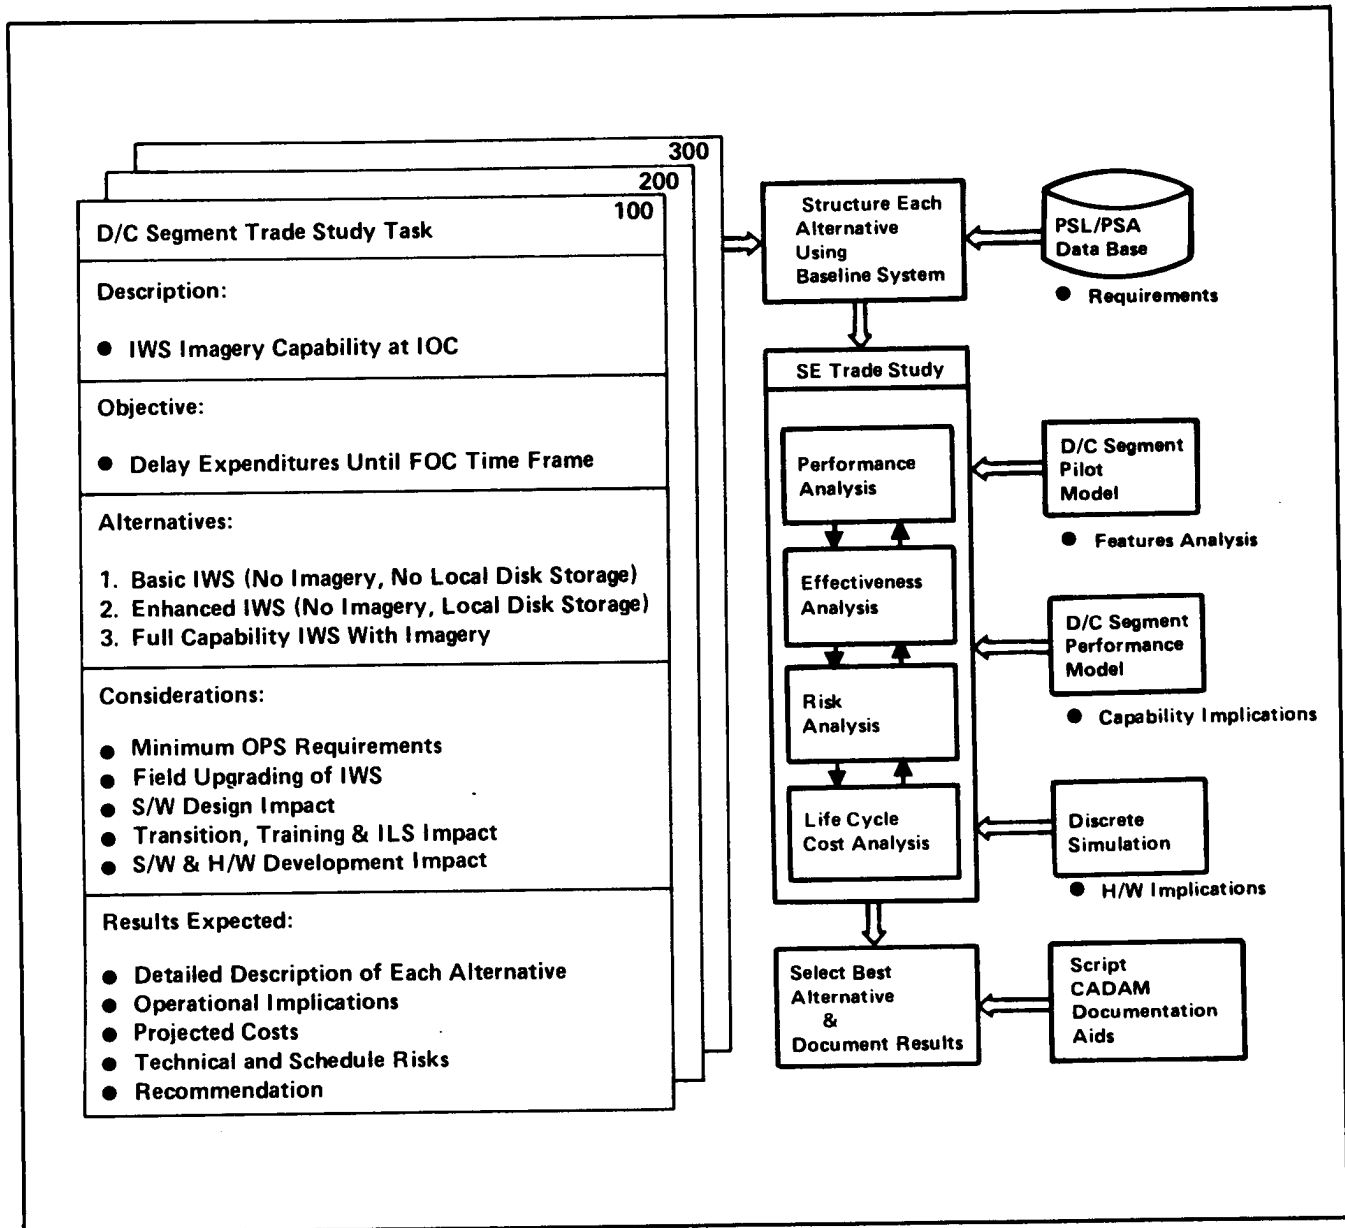 300
200
100
D/C Segment Trade Study Task
Description:
● IWS Imagery Capability at IOC
Objective:
● Delay Expenditures Until FOC Time Frame
Alternatives:
1. Basic IWS (No Imagery, No Local Disk Storage)
2. Enhanced IWS (No Imagery, Local Disk Storage)
3. Full Capability IWS With Imagery
Considerations:
● Minimum OPS Requirements
● Field Upgrading of IWS
● S/W Design Impact
● Transition, Training & ILS Impact
● S/W & H/W Development Impact
Results Expected:
● Detailed Description of Each Alternative
● Operational Implications
● Projected Costs
● Technical and Schedule Risks
● Recommendation
Structure Each
Alternative
Using
Baseline System
PSL/PSA
Data Base
● Requirements
SE Trade Study
Performance
Analysis
Effectiveness
Analysis
Risk
Analysis
Life Cycle
Cost Analysis
D/C Segment
Pilot
Model
● Features Analysis
D/C Segment
Performance
Model
● Capability Implications
Discrete
Simulation
● H/W Implications
Select Best
Alternative
&
Document Results
Script
CADAM
Documentation
Aids